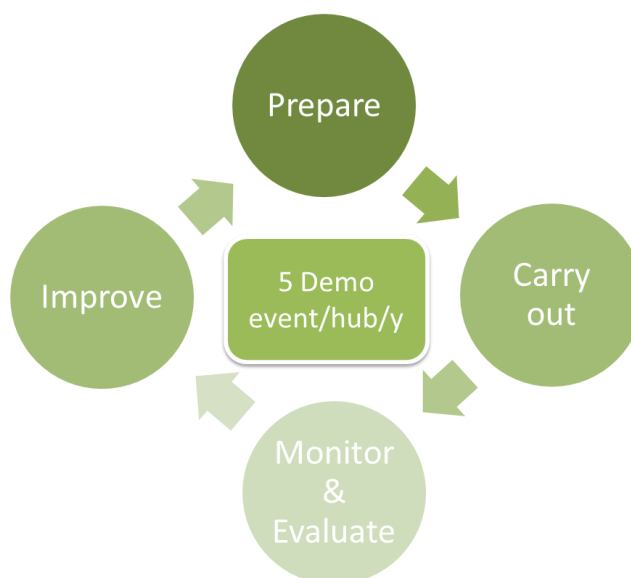 Prepare
Carry
out
Monitor
&
Evaluate
Improve
5 Demo
event/hub/y